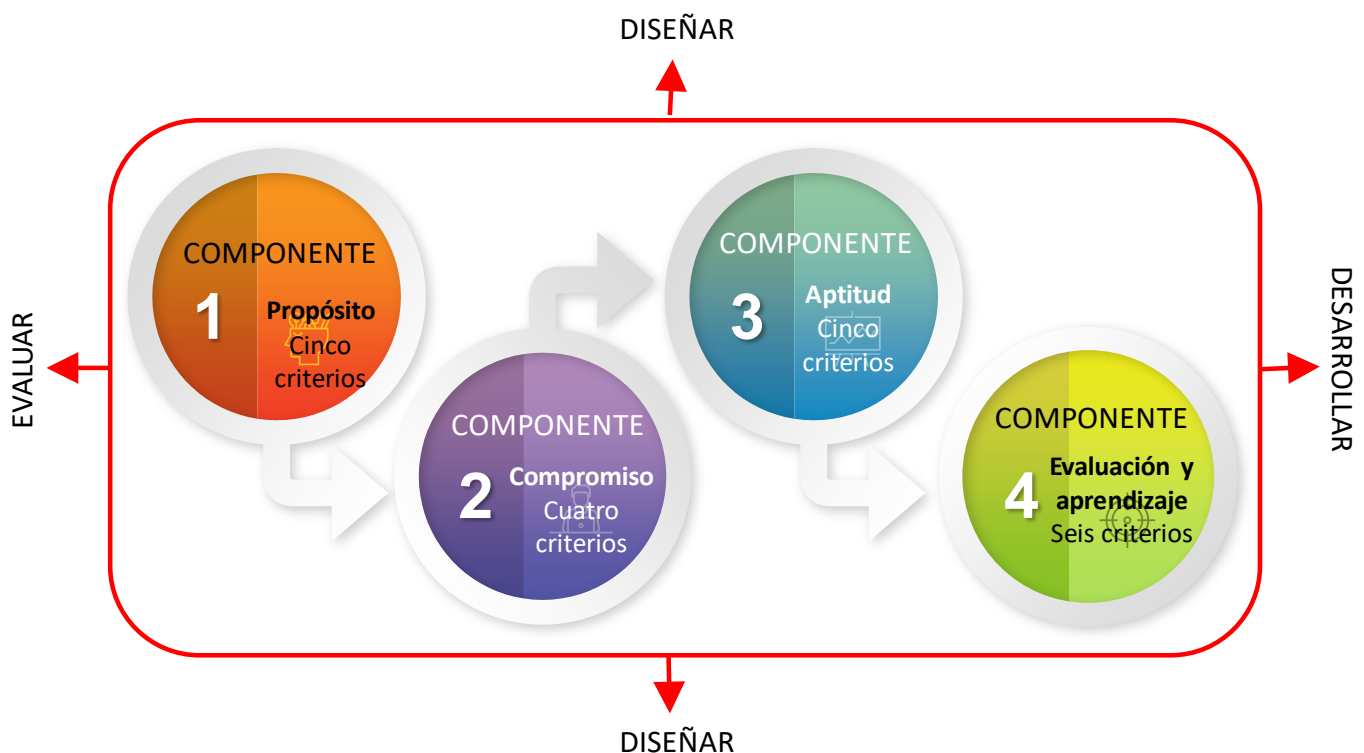 DISEÑAR
EVALUAR
COMPONENTE
1
Propósito
Cinco
criterios
COMPONENTE
2
Compromiso
Cuatro
criterios
COMPONENTE
3
Aptitud
Cinco
criterios
COMPONENTE
4
Evaluación y
aprendizaje
Seis criterios
DESARROLLAR
DISEÑAR